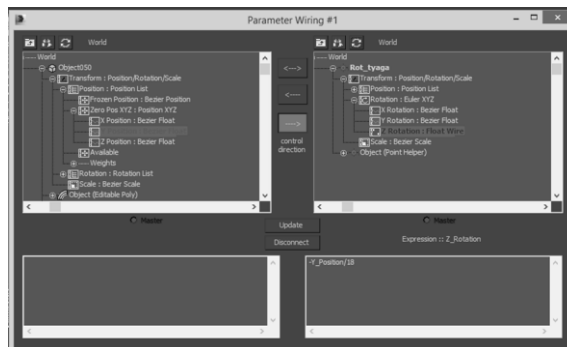 Parameter Wiring #1
World
World
Object050
Transform : Position/Rotation/Scale
Position : Position List
Frozen Position : Bezier Position
Zero Pos XYZ : Position XYZ
X Position : Bezier Float
Z Position : Bezier Float
Available
Weights
Rotation : Rotation List
Scale : Bezier Scale
Object (Editable Poly)
Master
<--->
<----
---->
control
direction
Update
Disconnect
World
World
Rot_tyaga
Transform : Position/Rotation/Scale
Position : Position List
Rotation : Euler XYZ
X Rotation : Bezier Float
Y Rotation : Bezier Float
Z Rotation : Float Wire
Scale : Bezier Scale
Object (Point Helper)
Master
Expression :: Z_Rotation
-Y_Position/18